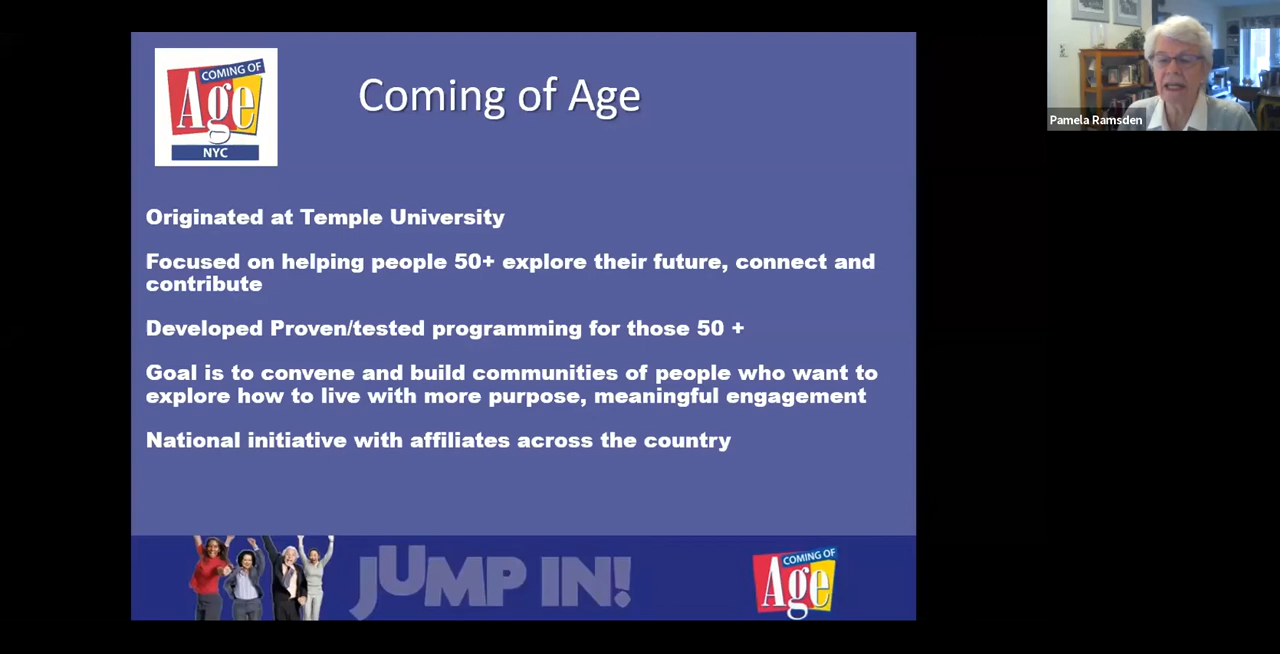 COMING OF
Age
NYC
Coming of Age
Pamela Ramsden
Originated at Temple University
Focused on helping people 50+ explore their future, connect and
contribute
Developed Proven/tested programming for those 50 +
Goal is to convene and build communities of people who want to
explore how to live with more purpose, meaningful engagement
National initiative with affiliates across the country
JUMP IN!
COMING OF
Age